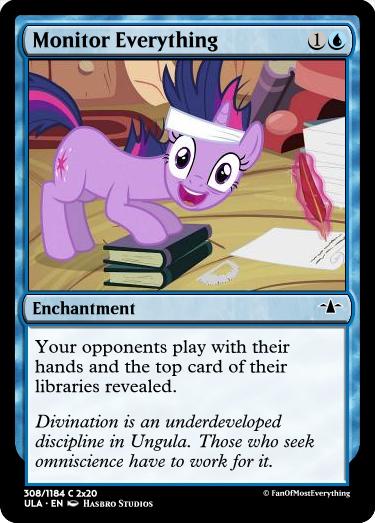 Monitor Everything 1
Enchantment
Your opponents play with their
hands and the top card of their
libraries revealed.
Divination is an underdeveloped
discipline in Ungula. Those who seek
omniscience have to work for it.
308/1184 C 2x20
ULA • EN Hasbro Studios
© FanOfMostEverything